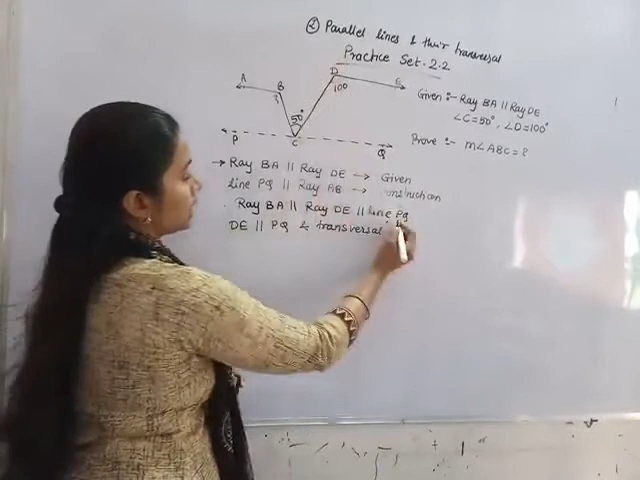 ② Parallel lines & their transversal
Practice Set. 2.2
A B D E
100
50°
P C Q
Given :- Ray BA || Ray DE
∠C=50°, ∠D=100°
Prove :- m∠ABC = ?
→ Ray BA || Ray DE → Given
line PQ || Ray AB →
Ray BA || Ray DE || line PQ
DE || PQ & transversal